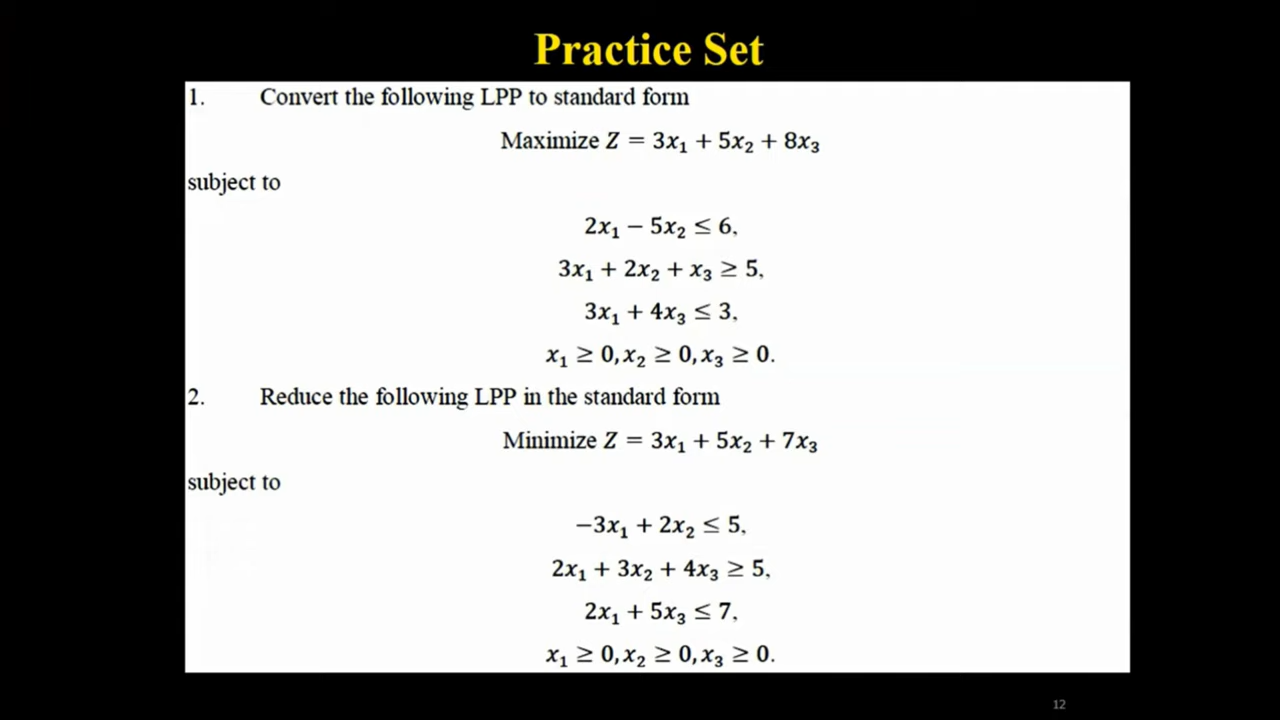 Practice Set
1. Convert the following LPP to standard form
Maximize Z = 3x₁ + 5x₂ + 8x₃
subject to
2x₁ − 5x₂ ≤ 6,
3x₁ + 2x₂ + x₃ ≥ 5,
3x₁ + 4x₃ ≤ 3,
x₁ ≥ 0, x₂ ≥ 0, x₃ ≥ 0.
2. Reduce the following LPP in the standard form
Minimize Z = 3x₁ + 5x₂ + 7x₃
subject to
−3x₁ + 2x₂ ≤ 5,
2x₁ + 3x₂ + 4x₃ ≥ 5,
2x₁ + 5x₃ ≤ 7,
x₁ ≥ 0, x₂ ≥ 0, x₃ ≥ 0.
12